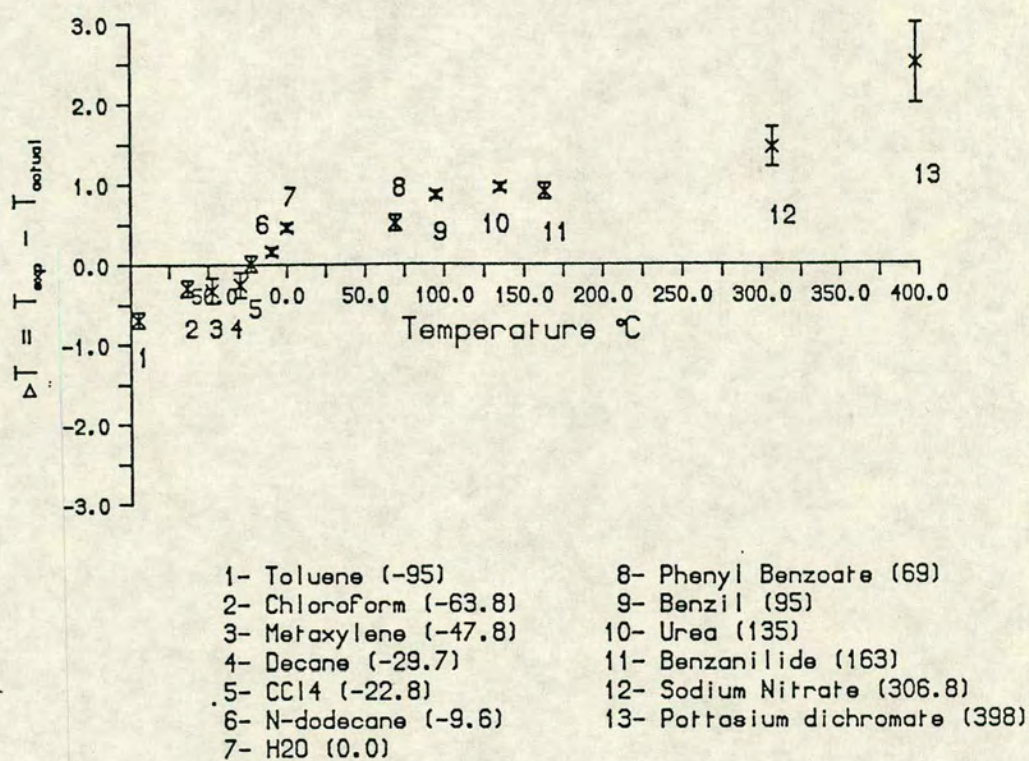 3.0
2.0
1.0
0.0
-1.0
-2.0
-3.0
△T = Texp - Tactual
-50.0 0.0 50.0 100.0 150.0 200.0 250.0 300.0 350.0 400.0
Temperature °C
1
2
3
4
5
6
7
8
9
10
11
12
13
1- Toluene (-95)
2- Chloroform (-63.8)
3- Metaxylene (-47.8)
4- Decane (-29.7)
5- CCl4 (-22.8)
6- N-dodecane (-9.6)
7- H2O (0.0)
8- Phenyl Benzoate (69)
9- Benzil (95)
10- Urea (135)
11- Benzanilide (163)
12- Sodium Nitrate (306.8)
13- Pottasium dichromate (398)